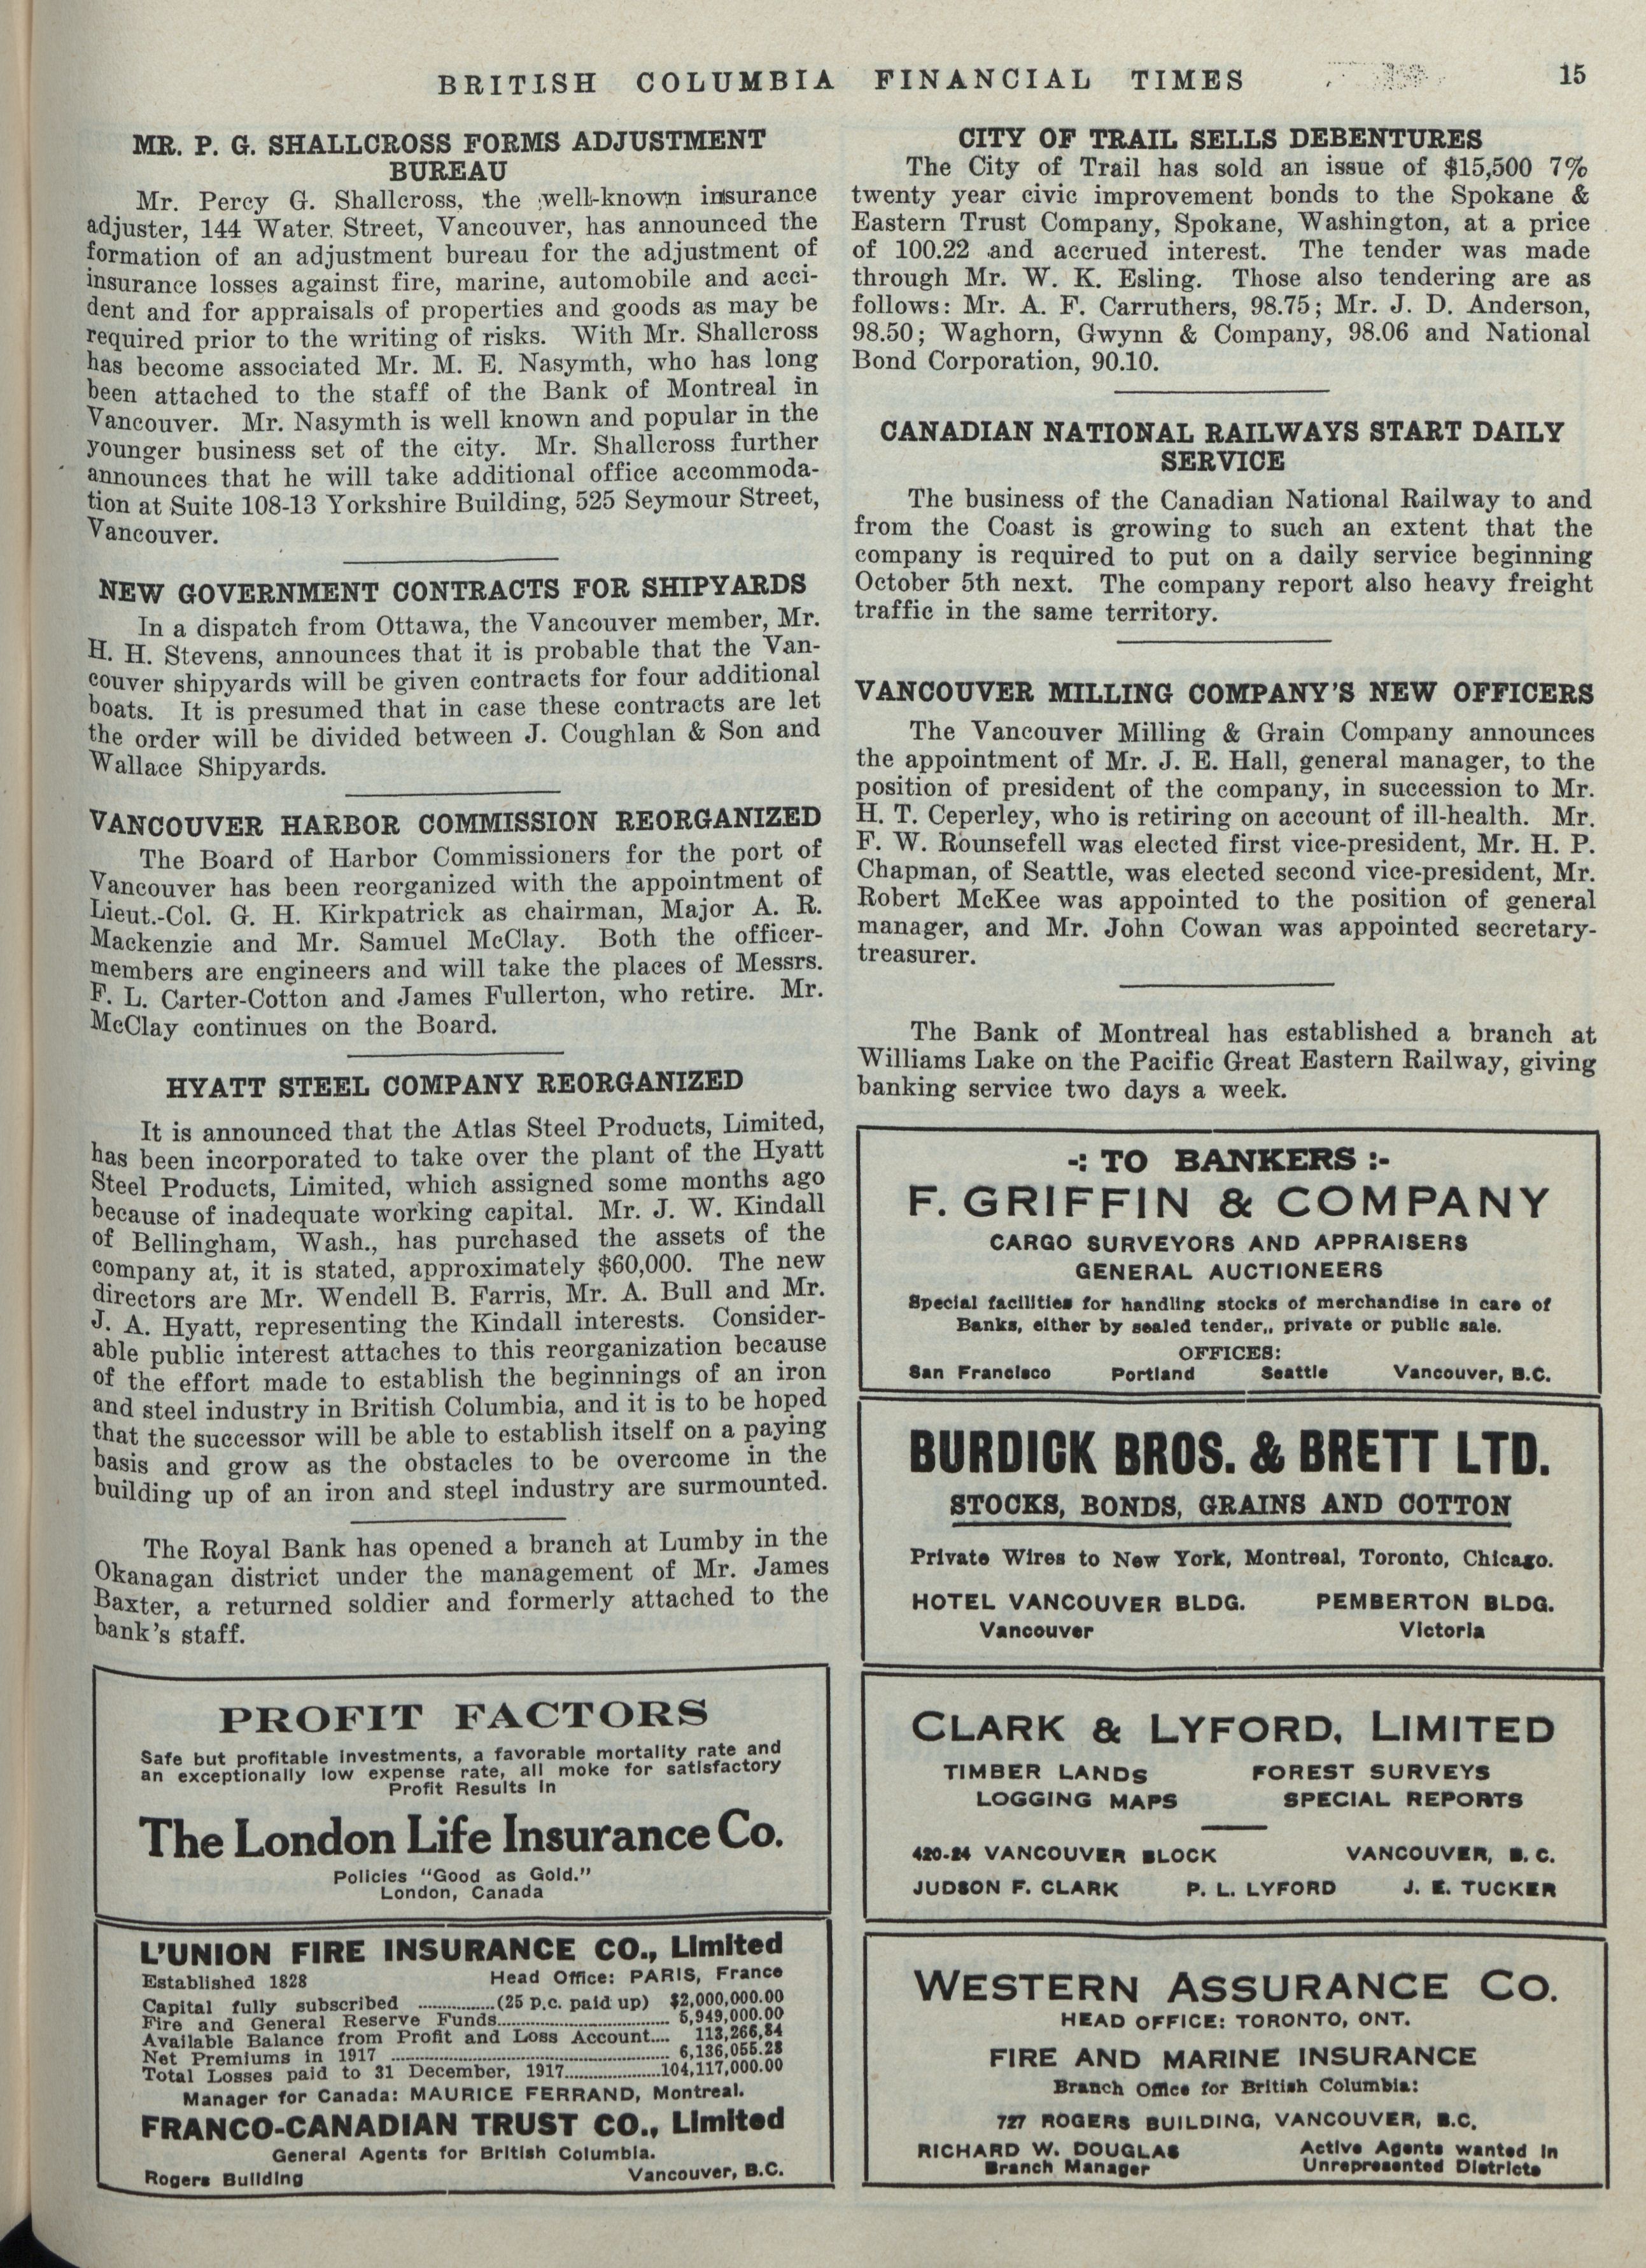 BRITISH COLUMBIA FINANCIAL TIMES 15
MR. P. G. SHALLCROSS FORMS ADJUSTMENT
BUREAU
Mr. Percy G. Shallcross, the well-known insurance
adjuster, 144 Water Street, Vancouver, has announced the
formation of an adjustment bureau for the adjustment of
insurance losses against fire, marine, automobile and acci-
dent and for appraisals of properties and goods as may be
required prior to the writing of risks. With Mr. Shallcross
has become associated Mr. M. E. Nasymth, who has long
been attached to the staff of the Bank of Montreal in
Vancouver. Mr. Nasymth is well known and popular in the
younger business set of the city. Mr. Shallcross further
announces that he will take additional office accommoda-
tion at Suite 108-13 Yorkshire Building, 525 Seymour Street,
Vancouver.
NEW GOVERNMENT CONTRACTS FOR SHIPYARDS
In a dispatch from Ottawa, the Vancouver member, Mr.
H. H. Stevens, announces that it is probable that the Van-
couver shipyards will be given contracts for four additional
boats. It is presumed that in case these contracts are let
the order will be divided between J. Coughlan & Son and
Wallace Shipyards.
VANCOUVER HARBOR COMMISSION REORGANIZED
The Board of Harbor Commissioners for the port of
Vancouver has been reorganized with the appointment of
Lieut.-Col. G. H. Kirkpatrick as chairman, Major A. R.
Mackenzie and Mr. Samuel McClay. Both the officer-
members are engineers and will take the places of Messrs.
F. L. Carter-Cotton and James Fullerton, who retire. Mr.
McClay continues on the Board.
HYATT STEEL COMPANY REORGANIZED
It is announced that the Atlas Steel Products, Limited,
has been incorporated to take over the plant of the Hyatt
Steel Products, Limited, which assigned some months ago
because of inadequate working capital. Mr. J. W. Kindall
of Bellingham, Wash., has purchased the assets of the
company at, it is stated, approximately $60,000. The new
directors are Mr. Wendell B. Farris, Mr. A. Bull and Mr.
J. A. Hyatt, representing the Kindall interests. Consider-
able public interest attaches to this reorganization because
of the effort made to establish the beginnings of an iron
and steel industry in British Columbia, and it is to be hoped
that the successor will be able to establish itself on a paying
basis and grow as the obstacles to be overcome in the
building up of an iron and steel industry are surmounted.
The Royal Bank has opened a branch at Lumby in the
Okanagan district under the management of Mr. James
Baxter, a returned soldier and formerly attached to the
bank's staff.
PROFIT FACTORS
Safe but profitable investments, a favorable mortality rate and
an exceptionally low expense rate, all moke for satisfactory
Profit Results in
The London Life Insurance Co.
Policies "Good as Gold."
London, Canada
L'UNION FIRE INSURANCE CO., Limited
Established 1828 Head Office: PARIS, France
Capital fully subscribed ...............(25 p.c. paid up) $2,000,000.00
Fire and General Reserve Funds................................. 5,949,000.00
Available Balance from Profit and Loss Account.... 113,266,84
Net Premiums in 1917 ..................................................... 6,136,055.28
Total Losses paid to 31 December, 1917...................104,117,000.00
Manager for Canada: MAURICE FERRAND, Montreal.
FRANCO-CANADIAN TRUST CO., Limited
General Agents for British Columbia.
Rogers Building Vancouver, B.C.
CITY OF TRAIL SELLS DEBENTURES
The City of Trail has sold an issue of $15,500 7%
twenty year civic improvement bonds to the Spokane &
Eastern Trust Company, Spokane, Washington, at a price
of 100.22 and accrued interest. The tender was made
through Mr. W. K. Esling. Those also tendering are as
follows: Mr. A. F. Carruthers, 98.75; Mr. J. D. Anderson,
98.50; Waghorn, Gwynn & Company, 98.06 and National
Bond Corporation, 90.10.
CANADIAN NATIONAL RAILWAYS START DAILY
SERVICE
The business of the Canadian National Railway to and
from the Coast is growing to such an extent that the
company is required to put on a daily service beginning
October 5th next. The company report also heavy freight
traffic in the same territory.
VANCOUVER MILLING COMPANY'S NEW OFFICERS
The Vancouver Milling & Grain Company announces
the appointment of Mr. J. E. Hall, general manager, to the
position of president of the company, in succession to Mr.
H. T. Ceperley, who is retiring on account of ill-health. Mr.
F. W. Rounsefell was elected first vice-president, Mr. H. P.
Chapman, of Seattle, was elected second vice-president, Mr.
Robert McKee was appointed to the position of general
manager, and Mr. John Cowan was appointed secretary-
treasurer.
The Bank of Montreal has established a branch at
Williams Lake on the Pacific Great Eastern Railway, giving
banking service two days a week.
-: TO BANKERS :-
F. GRIFFIN & COMPANY
CARGO SURVEYORS AND APPRAISERS
GENERAL AUCTIONEERS
Special facilities for handling stocks of merchandise in care of
Banks, either by sealed tender,, private or public sale.
OFFICES:
San Francisco Portland Seattle Vancouver, B.C.
BURDICK BROS. & BRETT LTD.
STOCKS, BONDS, GRAINS AND COTTON
Private Wires to New York, Montreal, Toronto, Chicago.
HOTEL VANCOUVER BLDG. PEMBERTON BLDG.
Vancouver Victoria
CLARK & LYFORD, LIMITED
TIMBER LANDS FOREST SURVEYS
LOGGING MAPS SPECIAL REPORTS
420-24 VANCOUVER BLOCK VANCOUVER, B. C.
JUDSON F. CLARK P. L. LYFORD J. E. TUCKER
WESTERN ASSURANCE CO.
HEAD OFFICE: TORONTO, ONT.
FIRE AND MARINE INSURANCE
Branch Office for British Columbia:
727 ROGERS BUILDING, VANCOUVER, B.C.
RICHARD W. DOUGLAS Active Agents wanted in
Branch Manager Unrepresented Districts